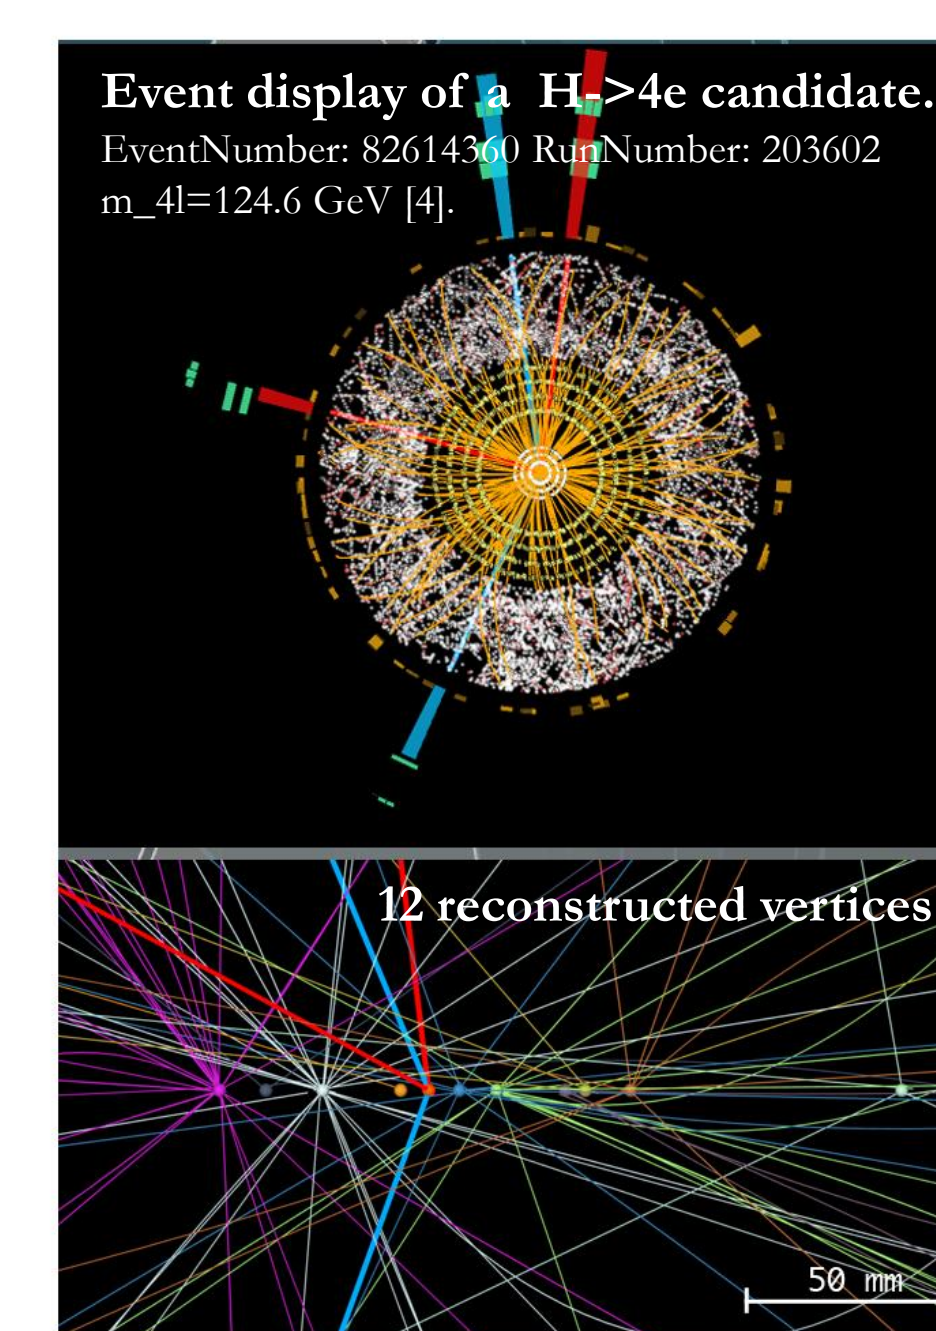 Event display of a H->4e candidate.
EventNumber: 82614360 RunNumber: 203602
m_4l=124.6 GeV [4].
12 reconstructed vertices
50 mm